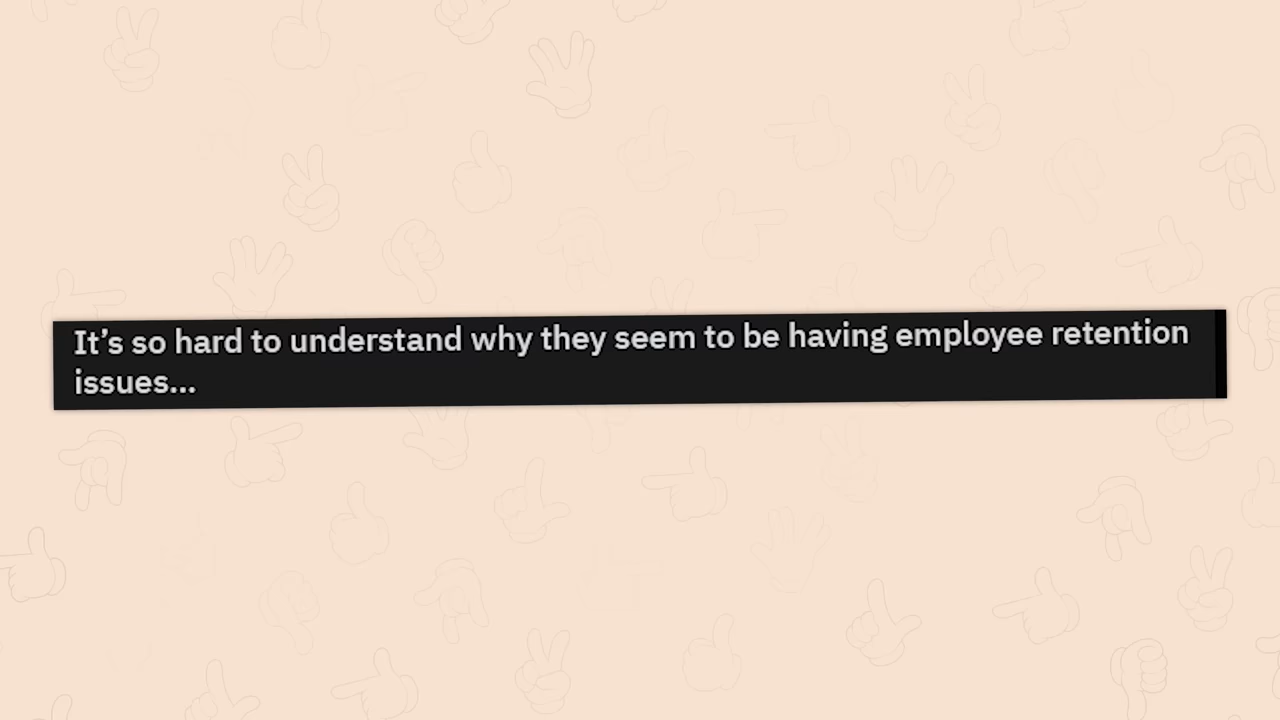 It’s so hard to understand why they seem to be having employee retention
issues...